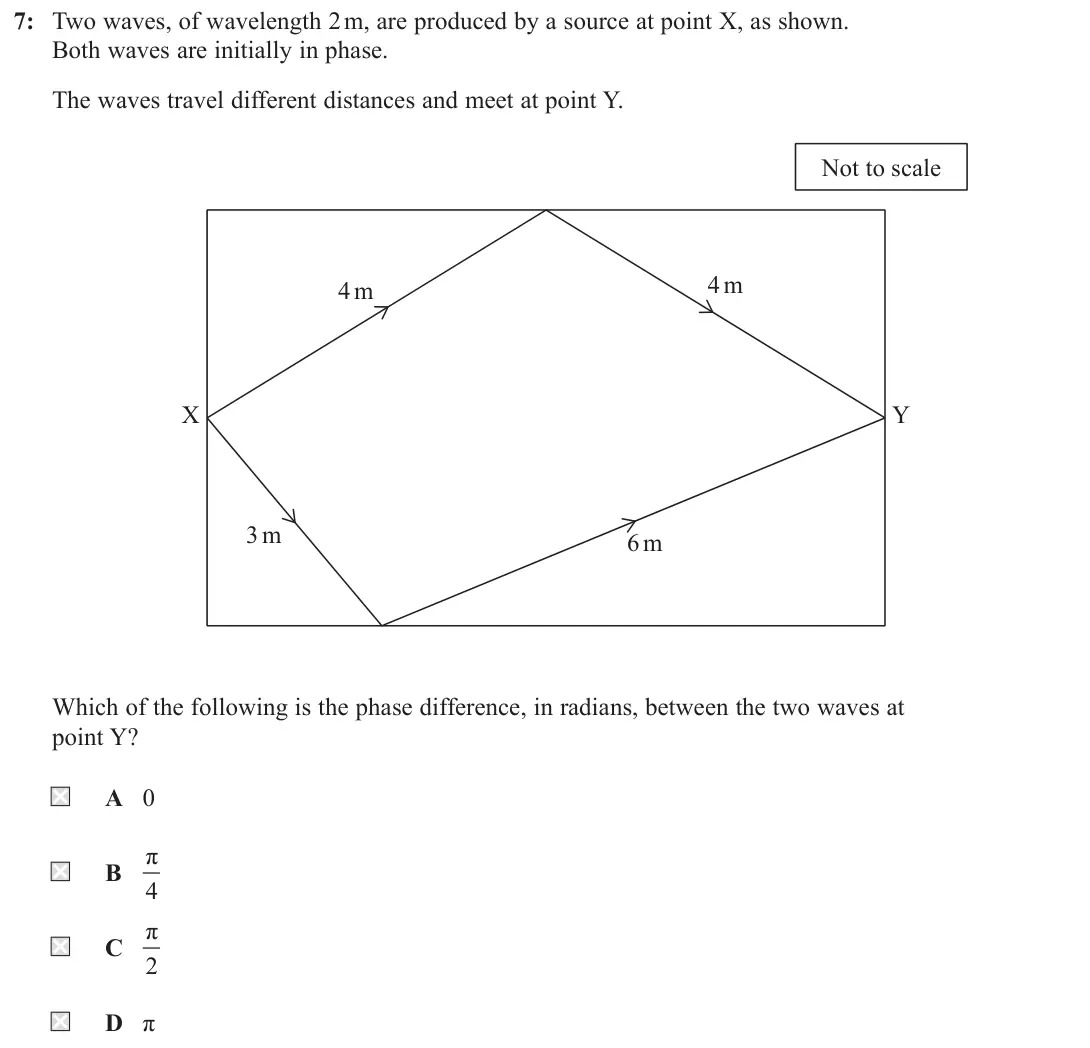 7: Two waves, of wavelength 2 m, are produced by a source at point X, as shown.
Both waves are initially in phase.
The waves travel different distances and meet at point Y.
Not to scale
4 m
4 m
X
Y
3 m
6 m
Which of the following is the phase difference, in radians, between the two waves at
point Y?
A 0
B π/4
C π/2
D π